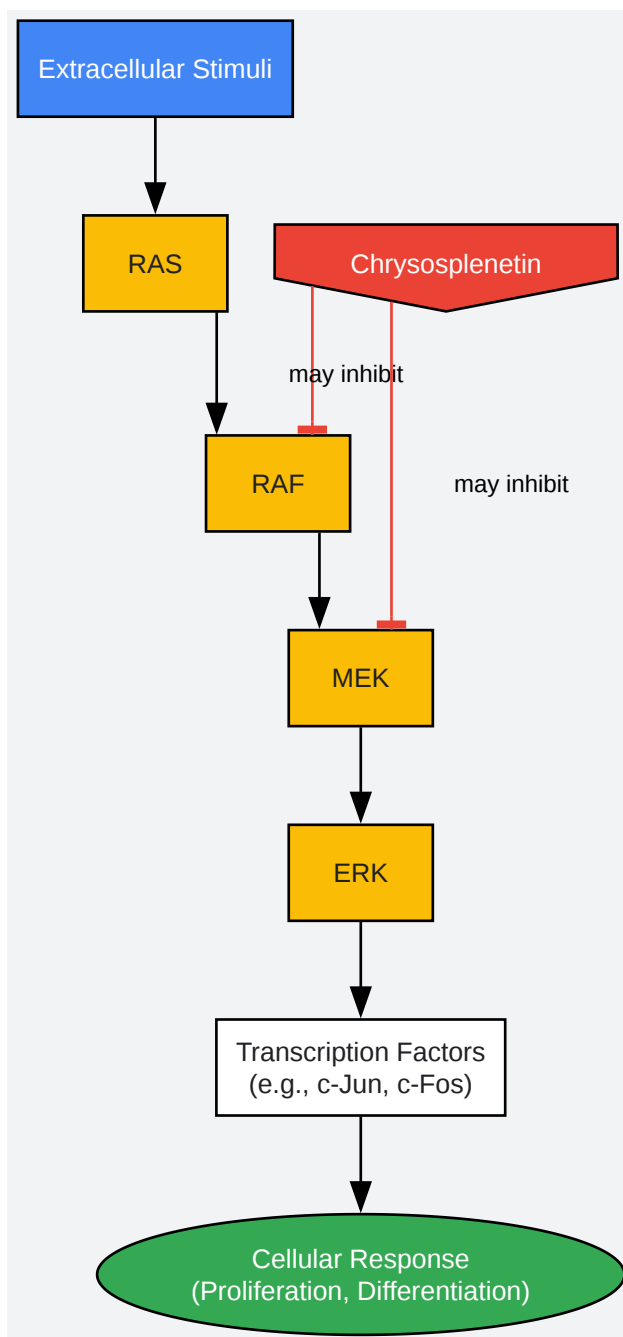 Extracellular Stimuli
RAS
Chrysosplenetin
may inhibit
RAF
may inhibit
MEK
ERK
Transcription Factors
(e.g., c-Jun, c-Fos)
Cellular Response
(Proliferation, Differentiation)